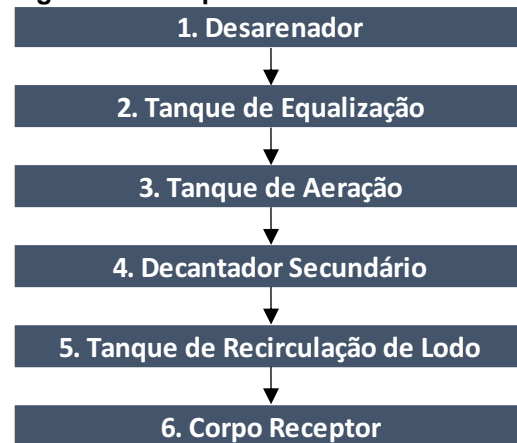 1. Desarenador
2. Tanque de Equalização
3. Tanque de Aeração
4. Decantador Secundário
5. Tanque de Recirculação de Lodo
6. Corpo Receptor